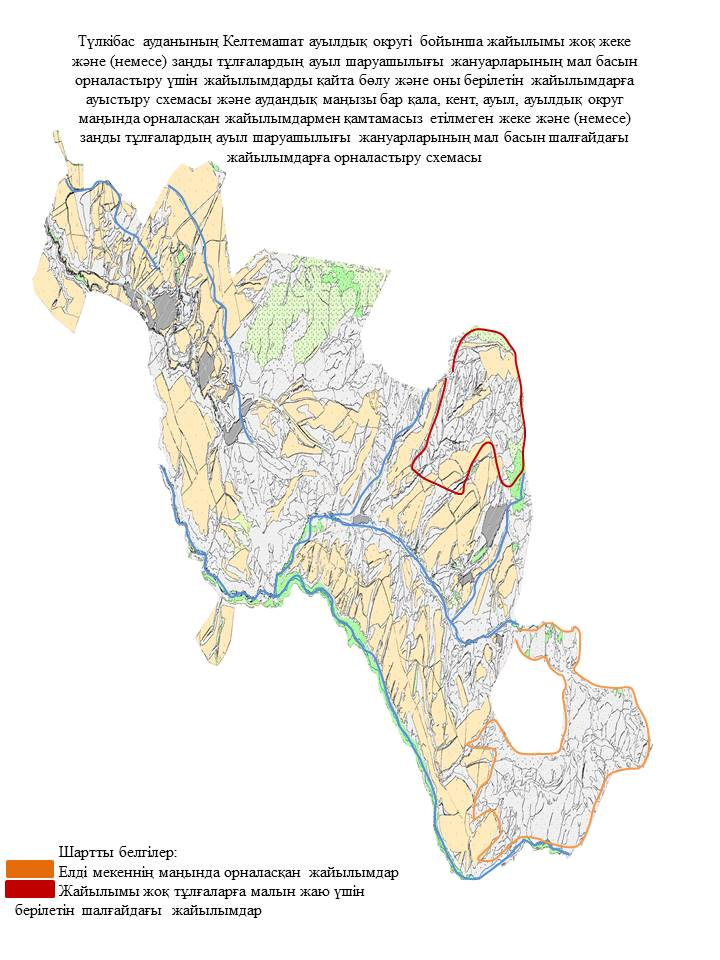 Түлкібас ауданының Келтемашат ауылдық округі бойынша жайылымы жоқ жеке
және (немесе) заңды тұлғалардың ауыл шаруашылығы жануарларының мал басын
орналастыру үшін жайылымдарды қайта бөлу және оны берілетін жайылымдарға
ауыстыру схемасы және аудандық маңызы бар қала, кент, ауыл, ауылдық округ
маңында орналасқан жайылымдармен қамтамасыз етілмеген жеке және (немесе)
заңды тұлғалардың ауыл шаруашылығы жануарларының мал басын шалғайдағы
жайылымдарға орналастыру схемасы
Шартты белгілер:
Елді мекеннің маңында орналасқан жайылымдар
Жайылымы жоқ тұлғаларға малын жаю үшін
берілетін шалғайдағы жайылымдар